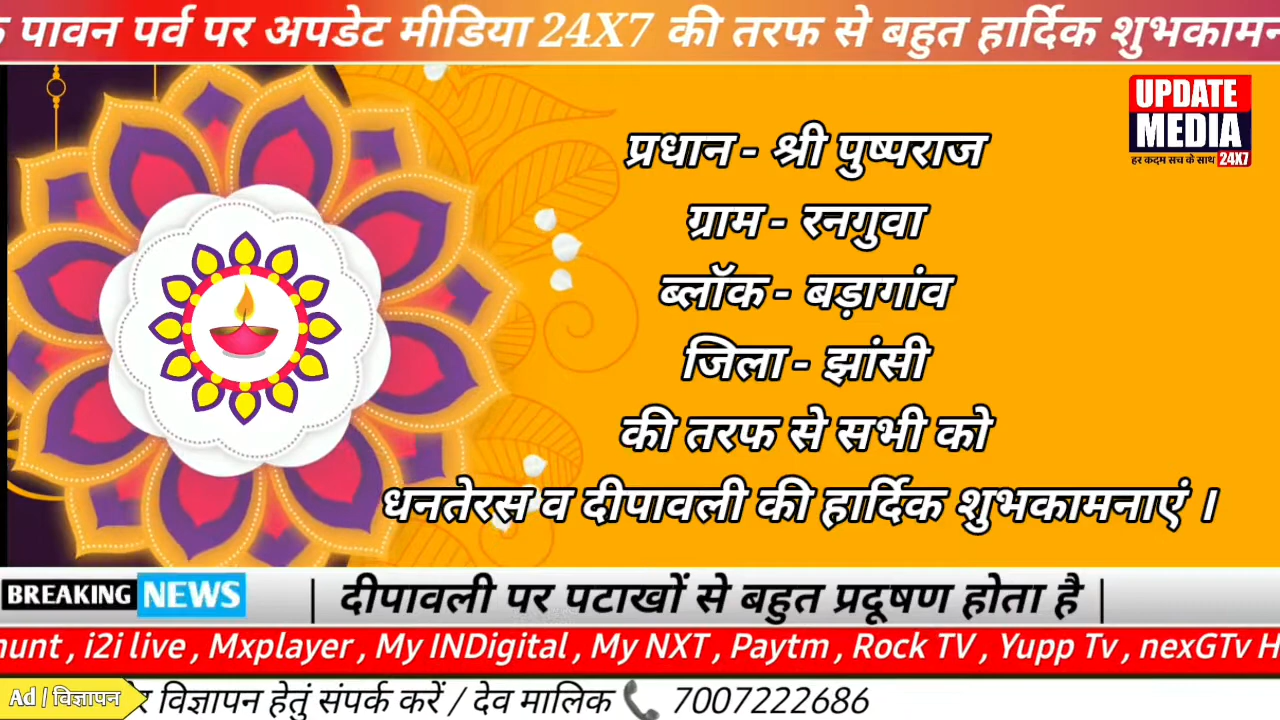 पावन पर्व पर अपडेट मीडिया 24X7 की तरफ से बहुत हार्दिक
UPDATE
MEDIA
हर कदम सच के साथ 24X7
प्रधान - श्री पुष्पराज
ग्राम - रनगुवा
ब्लॉक - बड़ागांव
जिला - झांसी
की तरफ से सभी को
धनतेरस व दीपावली की हार्दिक शुभकामनाएं ।
BREAKING NEWS | दीपावली पर पटाखों से बहुत प्रदूषण होता है |
, i2i live , Mxplayer , My INDigital , My NXT , Paytm , Rock TV , Yupp Tv , nexGTv
Ad / विज्ञापन विज्ञापन हेतुं संपर्क करें / देव मालिक 📞 7007222686